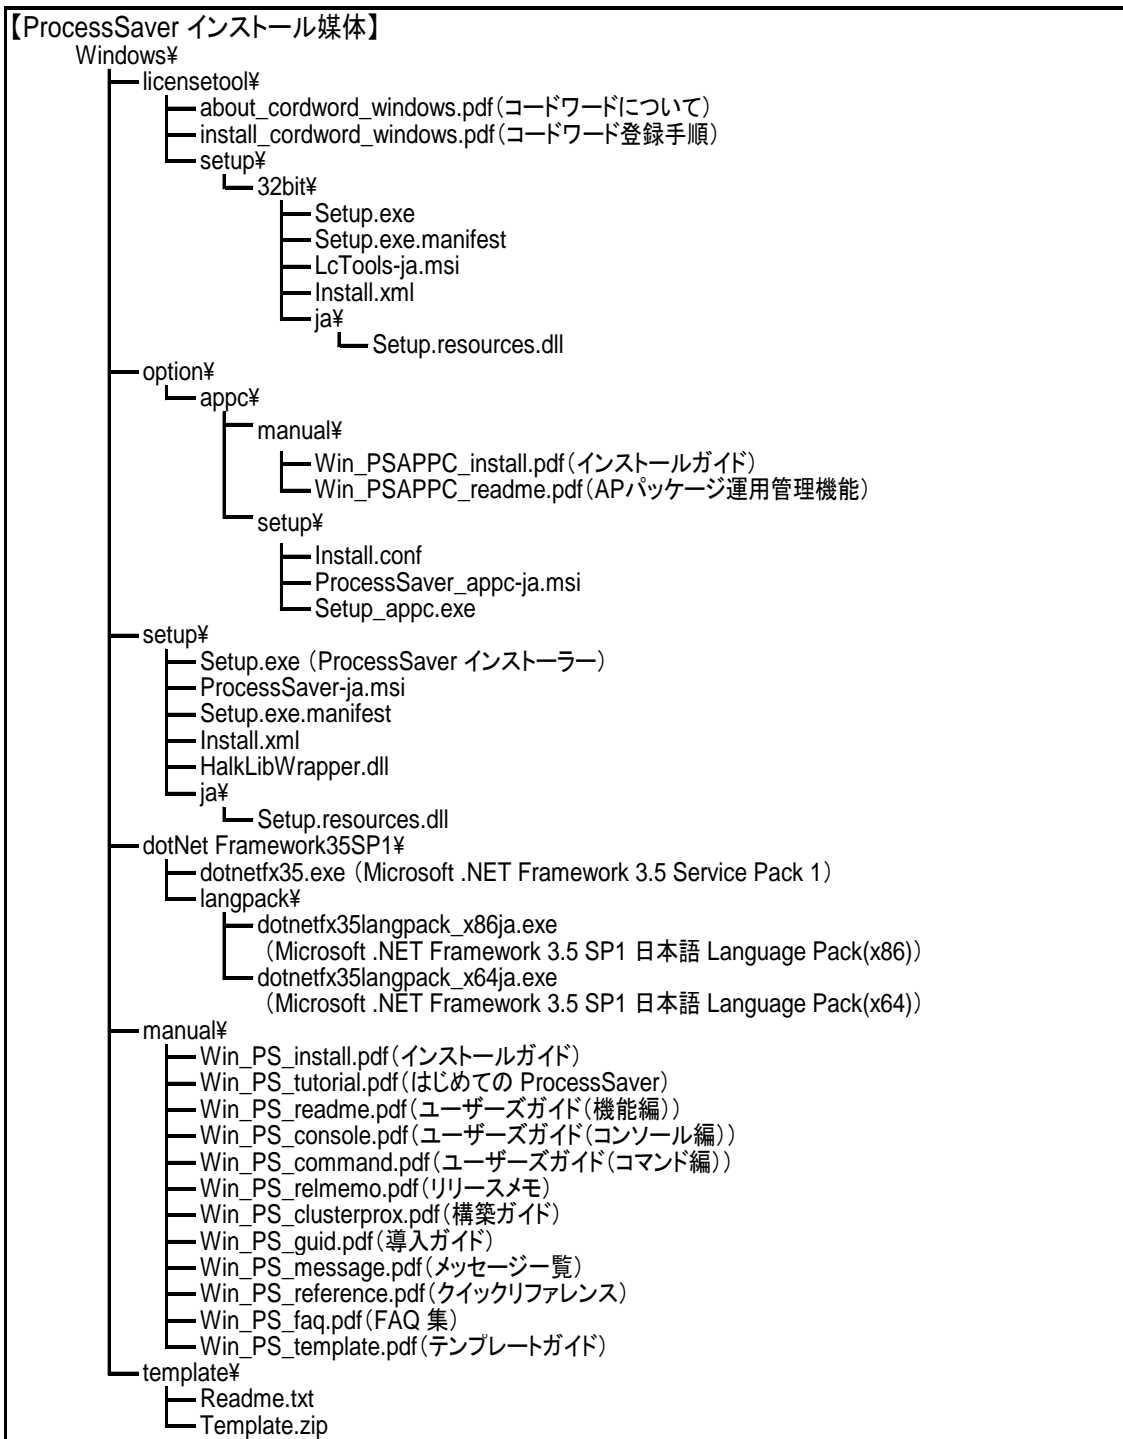 【ProcessSaver インストール媒体】
Windows¥
licensetool¥
about_cordword_windows.pdf（コードワードについて）
install_cordword_windows.pdf（コードワード登録手順）
setup¥
32bit¥
Setup.exe
Setup.exe.manifest
LcTools-ja.msi
Install.xml
ja¥
Setup.resources.dll
option¥
appc¥
manual¥
Win_PSAPPC_install.pdf（インストールガイド）
Win_PSAPPC_readme.pdf（APパッケージ運用管理機能）
setup¥
Install.conf
ProcessSaver_appc-ja.msi
Setup_appc.exe
setup¥
Setup.exe（ProcessSaver インストーラー）
ProcessSaver-ja.msi
Setup.exe.manifest
Install.xml
HalkLibWrapper.dll
ja¥
Setup.resources.dll
dotNet Framework35SP1¥
dotnetfx35.exe（Microsoft .NET Framework 3.5 Service Pack 1）
langpack¥
dotnetfx35langpack_x86ja.exe
（Microsoft .NET Framework 3.5 SP1 日本語 Language Pack(x86)）
dotnetfx35langpack_x64ja.exe
（Microsoft .NET Framework 3.5 SP1 日本語 Language Pack(x64)）
manual¥
Win_PS_install.pdf（インストールガイド）
Win_PS_tutorial.pdf（はじめての ProcessSaver）
Win_PS_readme.pdf（ユーザーズガイド（機能編））
Win_PS_console.pdf（ユーザーズガイド（コンソール編））
Win_PS_command.pdf（ユーザーズガイド（コマンド編））
Win_PS_relmemo.pdf（リリースメモ）
Win_PS_clusterprox.pdf（構築ガイド）
Win_PS_guid.pdf（導入ガイド）
Win_PS_message.pdf（メッセージ一覧）
Win_PS_reference.pdf（クイックリファレンス）
Win_PS_faq.pdf（FAQ 集）
Win_PS_template.pdf（テンプレートガイド）
template¥
Readme.txt
Template.zip